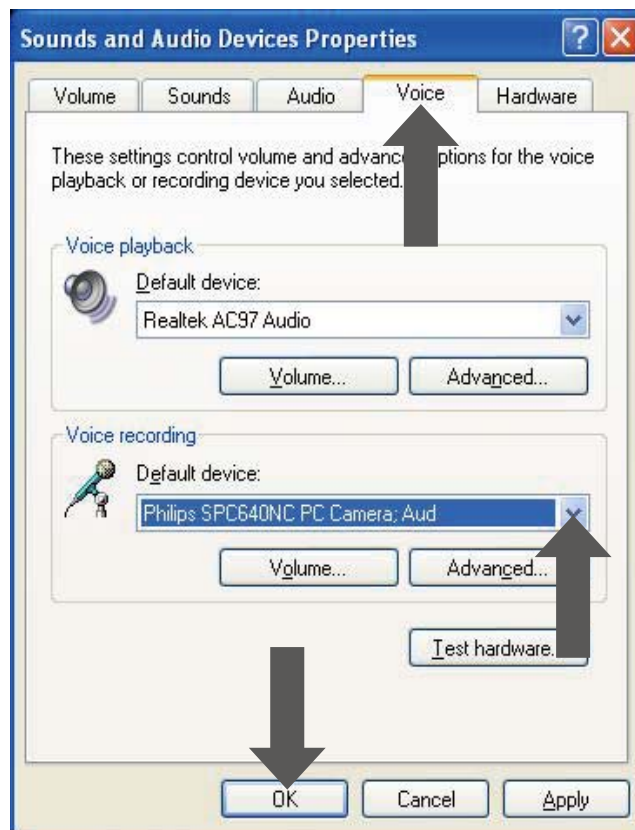 Sounds and Audio Devices Properties
Volume Sounds Audio Voice Hardware
These settings control volume and advanced options for the voice
playback or recording device you selected.
Voice playback
Default device:
Realtek AC97 Audio
Volume... Advanced...
Voice recording
Default device:
Philips SPC640NC PC Camera; Aud
Volume... Advanced...
Test hardware...
OK Cancel Apply